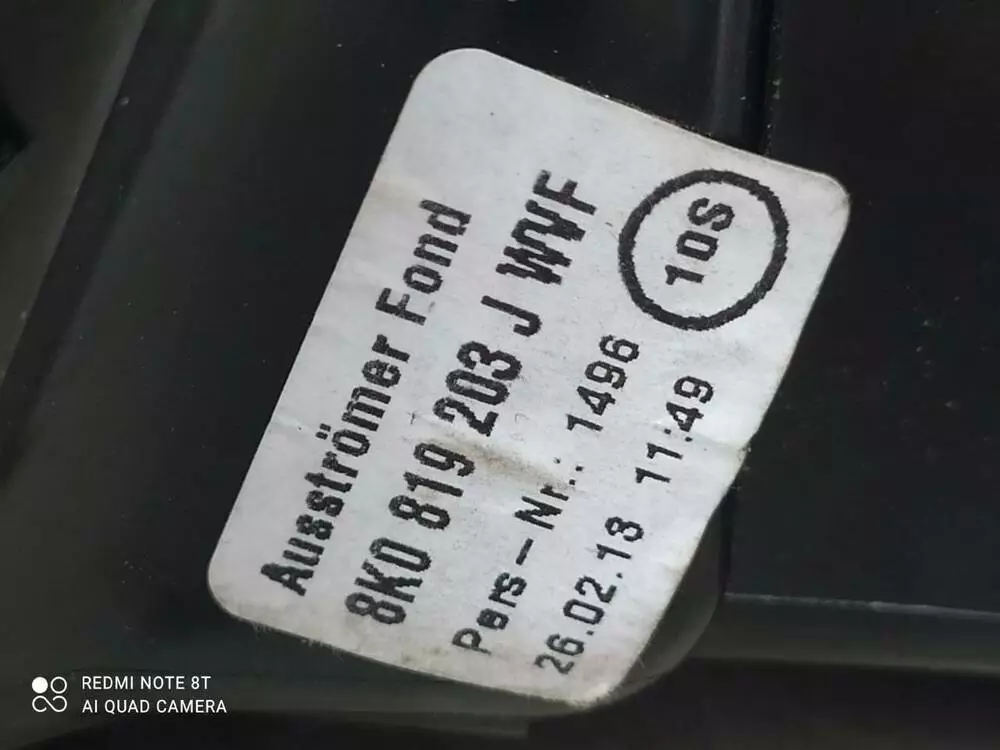 Ausströmer Fond
8K0 819 203 J WVF
Pers-Nr.: 1496
10S
26.02.13 11:49
REDMI NOTE 8T
AI QUAD CAMERA